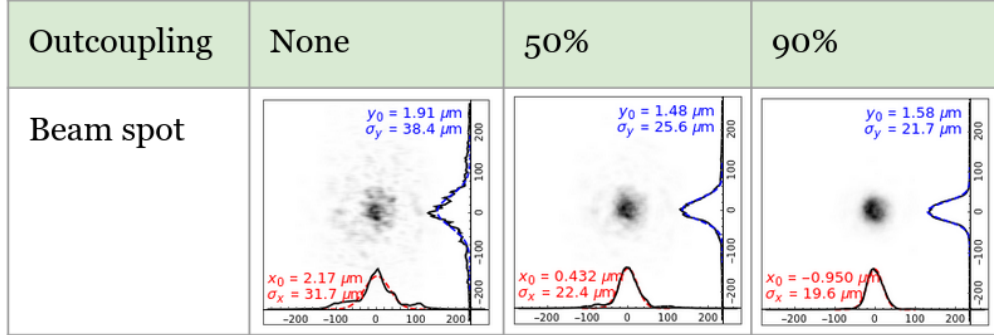 Outcoupling None 50% 90%
Beam spot
y₀ = 1.91 μm
σy = 38.4 μm
200
100
0
−100
−200
x₀ = 2.17 μm
σx = 31.7 μm
−200 −100 0 100 200
y₀ = 1.48 μm
σy = 25.6 μm
200
100
0
−100
−200
x₀ = 0.432 μm
σx = 22.4 μm
−200 −100 0 100 200
y₀ = 1.58 μm
σy = 21.7 μm
200
100
0
−100
−200
x₀ = −0.950 μm
σx = 19.6 μm
−200 −100 0 100 200